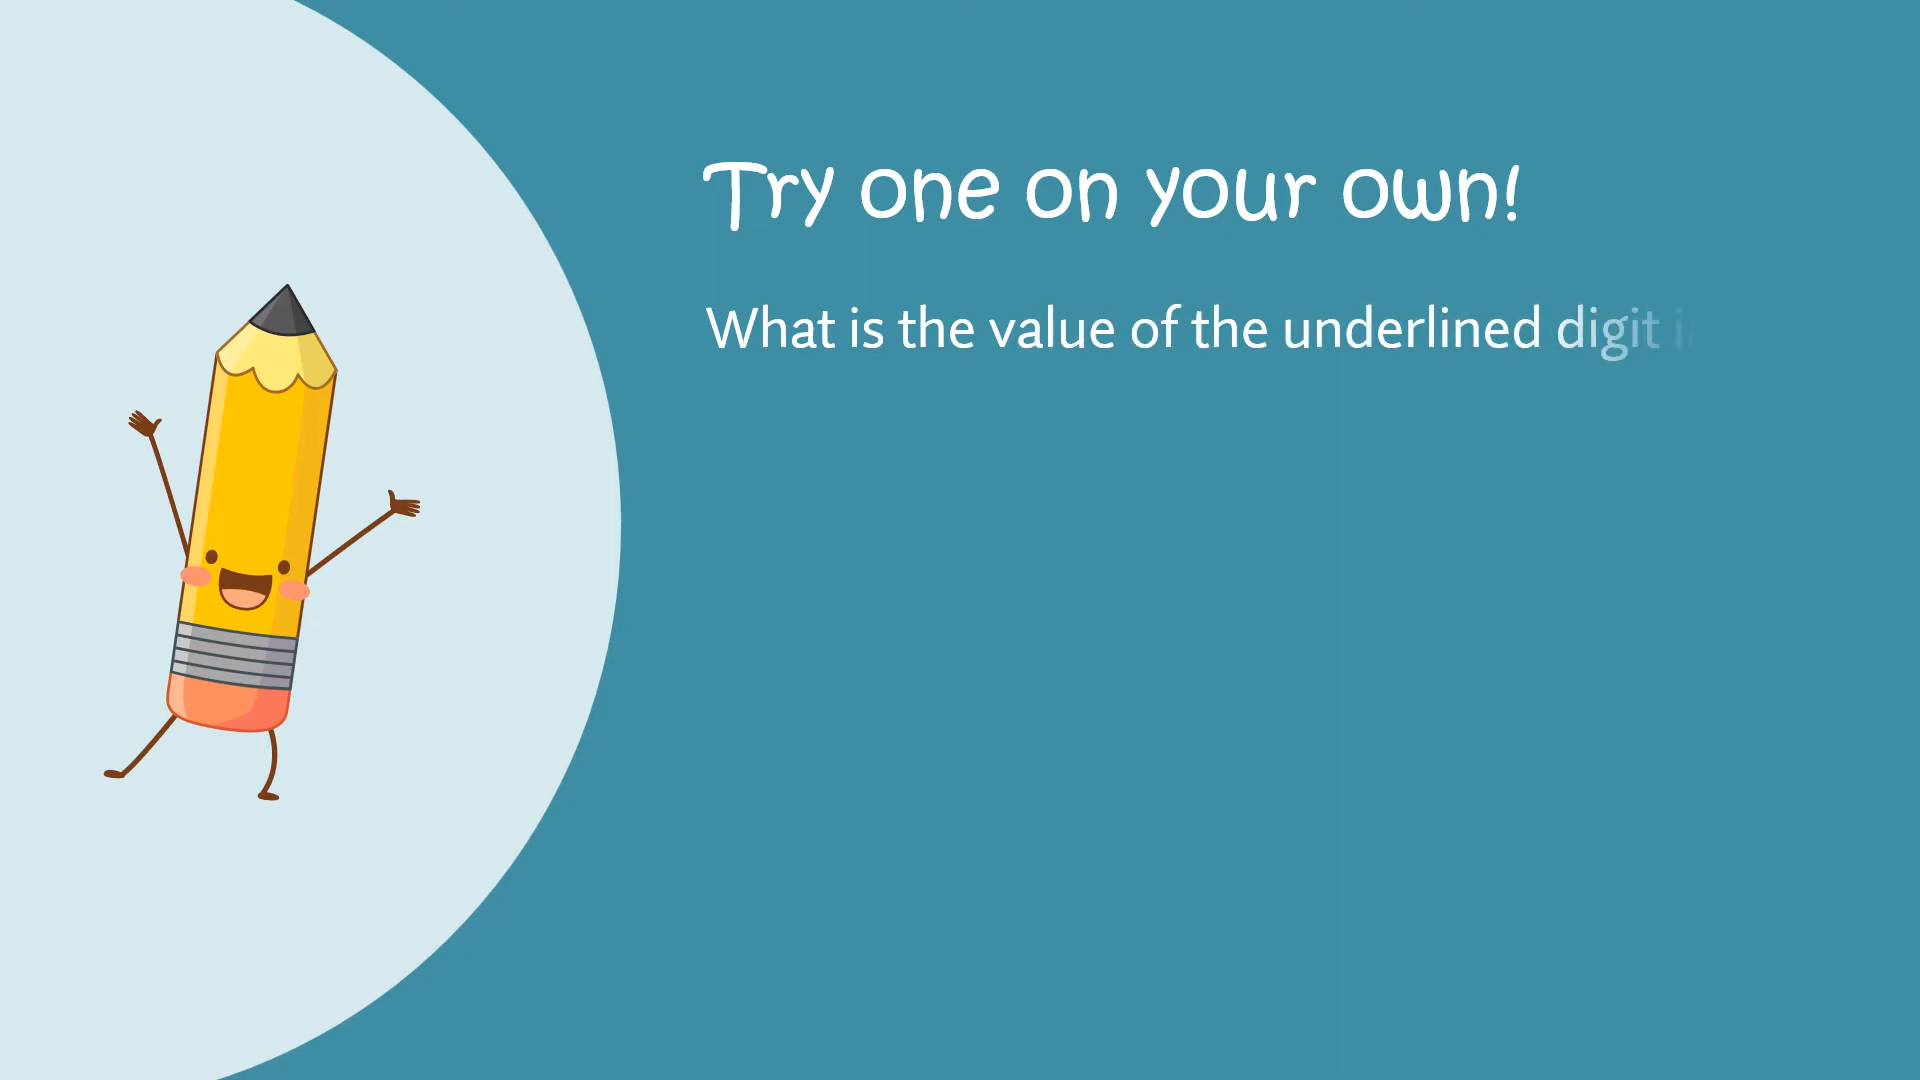 Try one on your own!
What is the value of the underlined digit